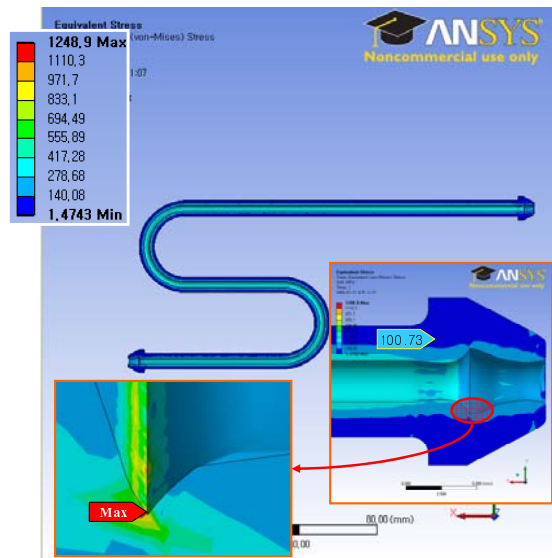 Equivalent Stress
(von-Mises) Stress
1:07
1248,9 Max
1110,3
971,7
833,1
694,49
555,89
417,28
278,68
140,08
1,4743 Min
ANSYS
Noncommercial use only
Equivalent Stress
ANSYS
Noncommercial use only
100.73
Max
X
Z
80,00 (mm)